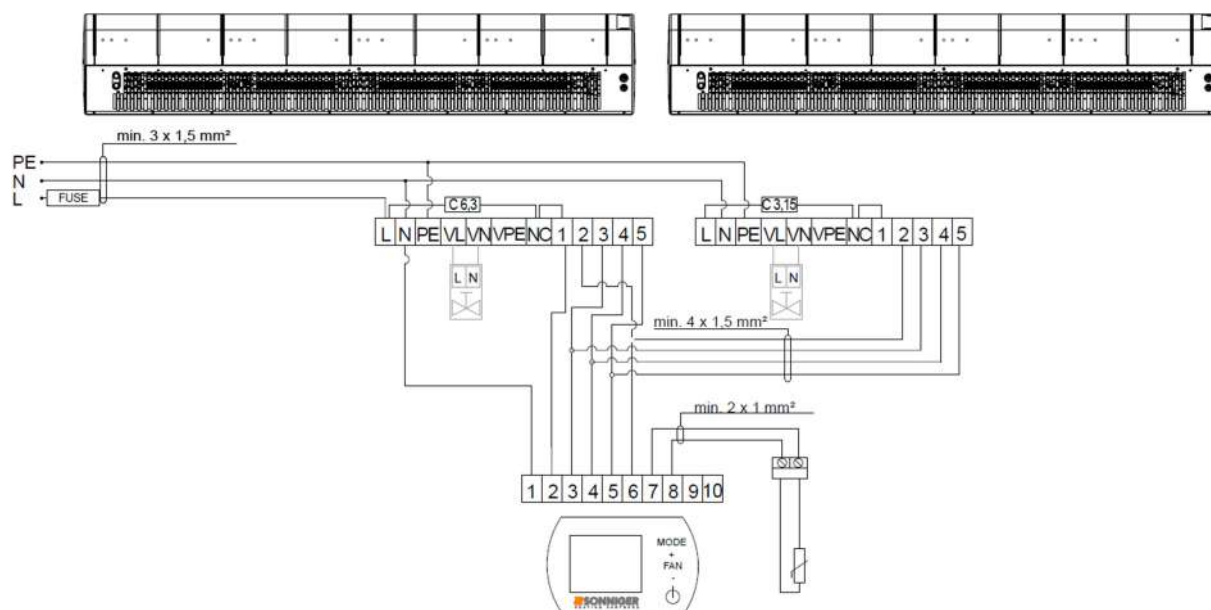 min. 3 x 1,5 mm²
PE
N
L FUSE
C 6,3 C 3,15
L N PE VL VN VPE NC 1 2 3 4 5 L N PE VL VN VPE NC 1 2 3 4 5
L N L N
min. 4 x 1,5 mm²
min. 2 x 1 mm²
1 2 3 4 5 6 7 8 9 10
MODE
+
FAN
-
SONNIGER
HEATING PARTNERS